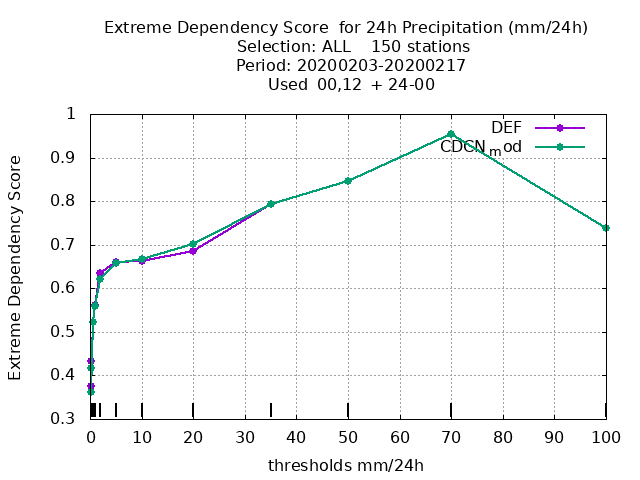 Extreme Dependency Score  for 24h Precipitation (mm/24h)
Selection: ALL    150 stations
Period: 20200203-20200217
Used  00,12  + 24-00
DEF
CDCN_mod
Extreme Dependency Score
1
0.9
0.8
0.7
0.6
0.5
0.4
0.3
0 10 20 30 40 50 60 70 80 90 100
thresholds mm/24h